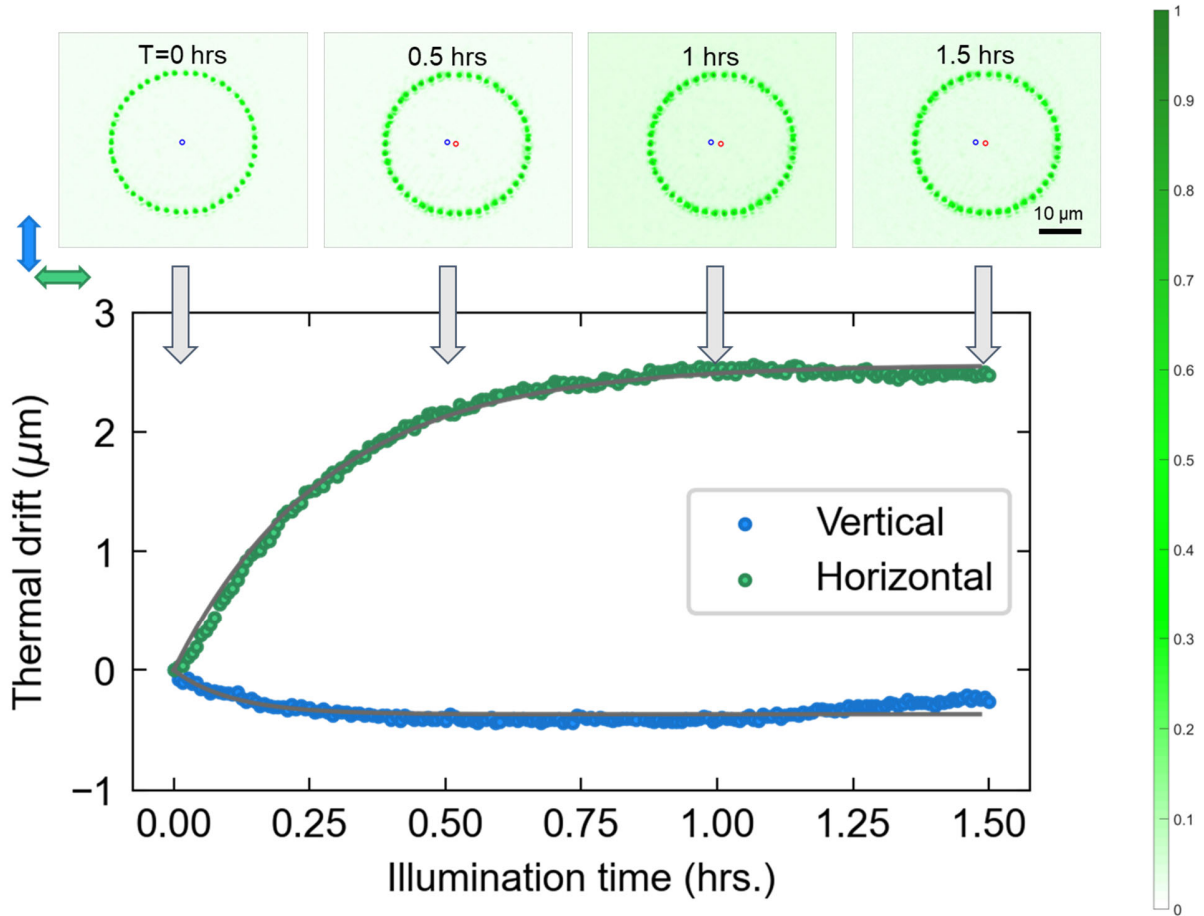 T=0 hrs
0.5 hrs
1 hrs
1.5 hrs
10 μm
1
0.9
0.8
0.7
0.6
0.5
0.4
0.3
0.2
0.1
0
Thermal drift (μm)
3
2
1
0
−1
Vertical
Horizontal
0.00 0.25 0.50 0.75 1.00 1.25 1.50
Illumination time (hrs.)